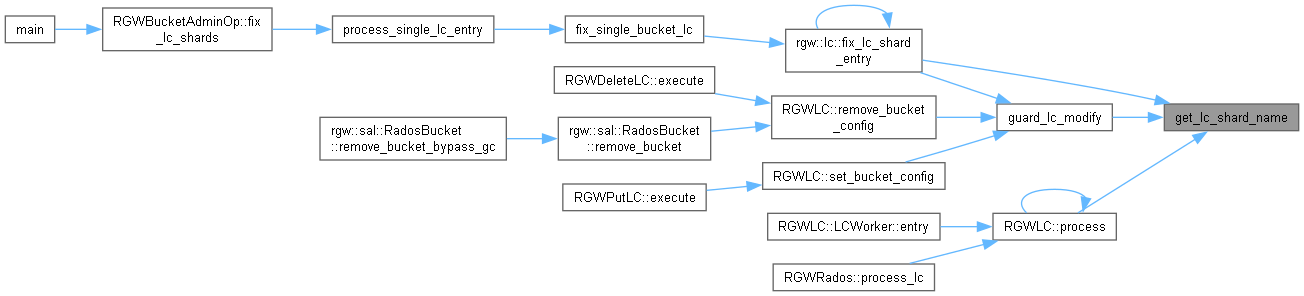 main
RGWBucketAdminOp::fix
_lc_shards
process_single_lc_entry
fix_single_bucket_lc
rgw::lc::fix_lc_shard
_entry
RGWDeleteLC::execute
RGWLC::remove_bucket
_config
guard_lc_modify
get_lc_shard_name
rgw::sal::RadosBucket
::remove_bucket_bypass_gc
rgw::sal::RadosBucket
::remove_bucket
RGWLC::set_bucket_config
RGWPutLC::execute
RGWLC::LCWorker::entry
RGWLC::process
RGWRados::process_lc